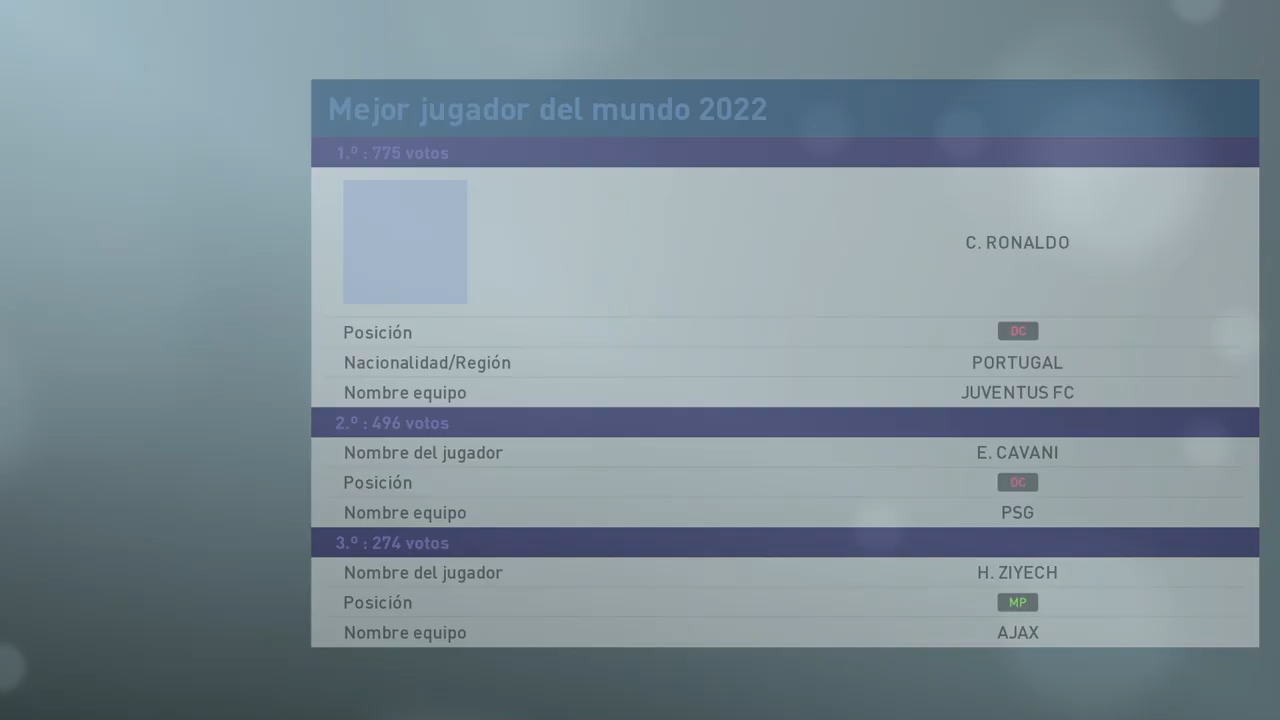 Mejor jugador del mundo 2022
1.º : 775 votos
C. RONALDO
Posición DC
Nacionalidad/Región PORTUGAL
Nombre equipo JUVENTUS FC
2.º : 496 votos
Nombre del jugador E. CAVANI
Posición DC
Nombre equipo PSG
3.º : 274 votos
Nombre del jugador H. ZIYECH
Posición MP
Nombre equipo AJAX